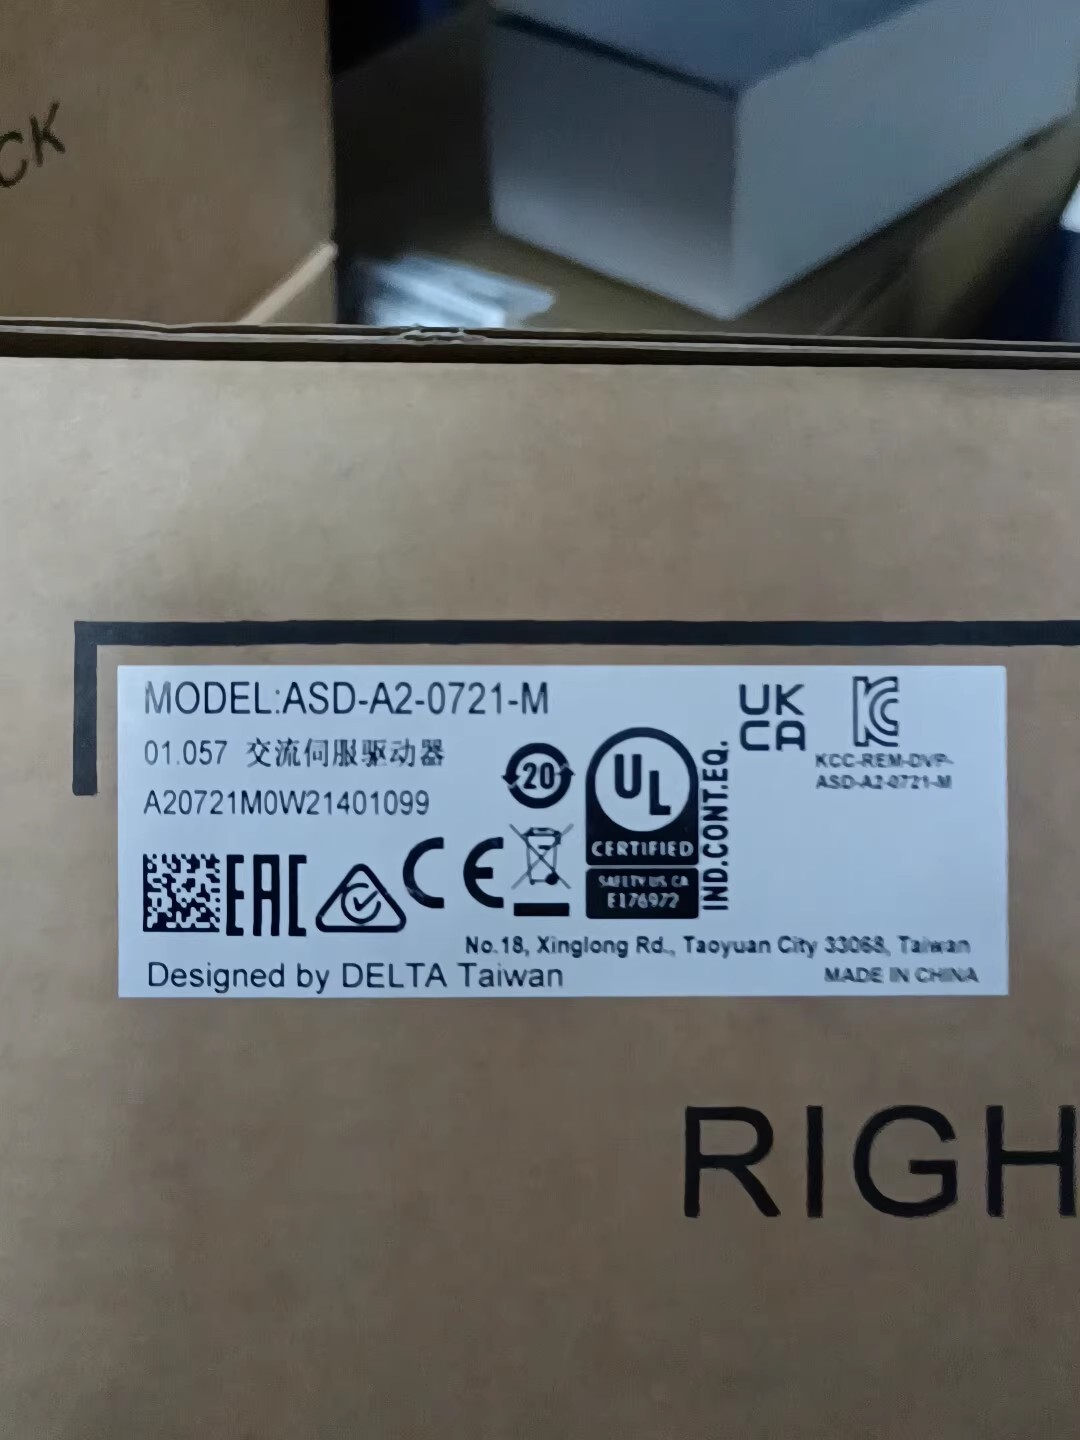 CK
MODEL:ASD-A2-0721-M
01.057 交流伺服驱动器
A20721M0W21401099
20
UL
CERTIFIED
SAFETY US CA
E176972
IND.CONT.EQ.
UK
CA
KC
KCC-REM-DVP-
ASD-A2-0721-M
EAC
CE
No.18, Xinglong Rd., Taoyuan City 33068, Taiwan
Designed by DELTA Taiwan
MADE IN CHINA
RIGH